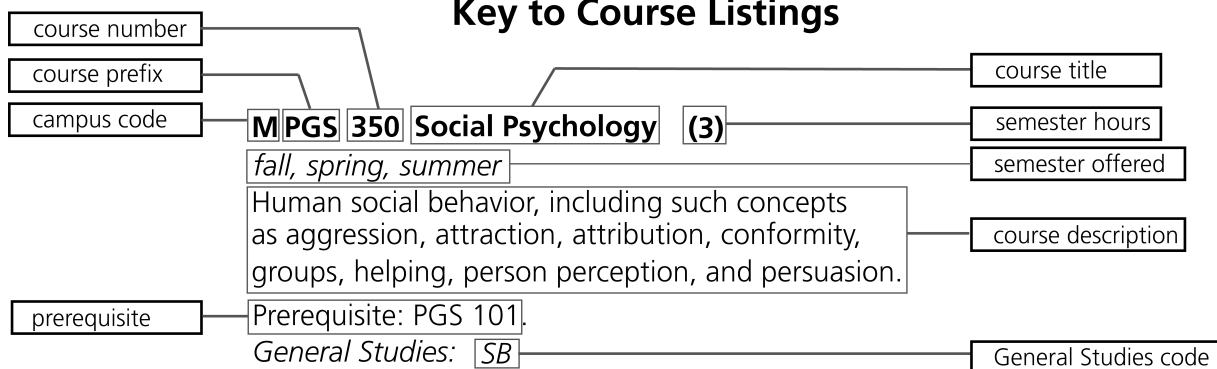 Key to Course Listings
course number
course prefix
campus code
course title
semester hours
semester offered
course description
prerequisite
General Studies code
M PGS 350 Social Psychology (3)
fall, spring, summer
Human social behavior, including such concepts
as aggression, attraction, attribution, conformity,
groups, helping, person perception, and persuasion.
Prerequisite: PGS 101.
General Studies: SB